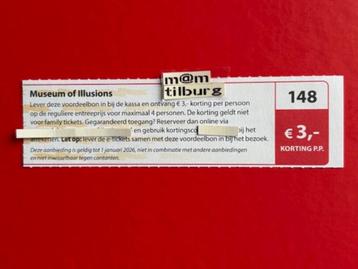 m@m
tilburg
Museum of Illusions
Lever deze voordeelbon in bij de kassa en ontvang € 3,- korting per persoon
op de reguliere entreeprijs voor maximaal 4 personen. De korting geldt niet
voor family tickets. Gegarandeerd toegang? Reserveer dan online via
en gebruik kortingsco bij het
afrekenen. Let op: lever de e-tickets samen met deze voordeelbon in bij het bezoek.
Deze aanbieding is geldig tot 1 januari 2026, niet in combinatie met andere aanbiedingen
en niet inwisselbaar tegen contanten.
148
€ 3,-
KORTING P.P.